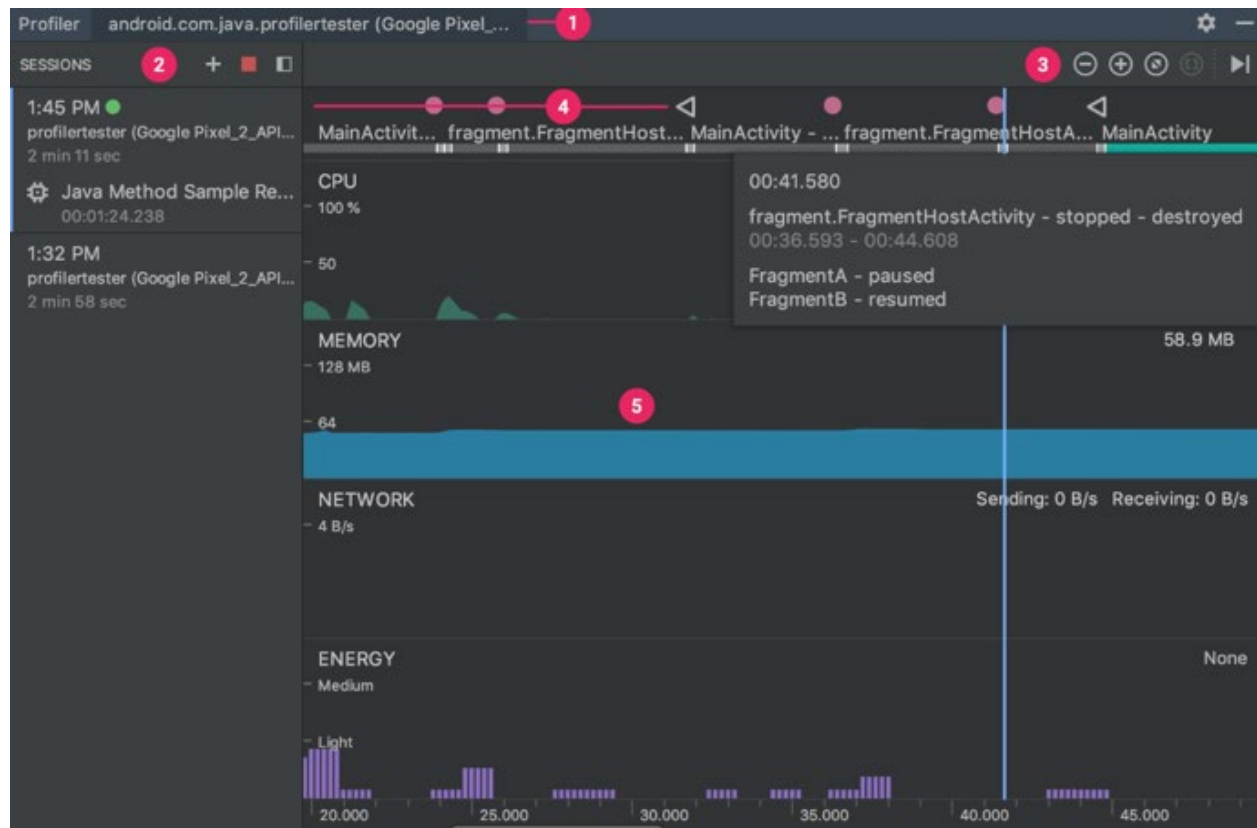 Profiler android.com.java.profilertester (Google Pixel_... 1
SESSIONS 2 3
1:45 PM
profilertester (Google Pixel_2_API...
2 min 11 sec
Java Method Sample Re...
00:01:24.238
1:32 PM
profilertester (Google Pixel_2_API...
2 min 58 sec
4
MainActivit... fragment.FragmentHost... MainActivity - ... fragment.FragmentHostA... MainActivity
CPU
100 %
50
00:41.580
fragment.FragmentHostActivity - stopped - destroyed
00:36.593 - 00:44.608
FragmentA - paused
FragmentB - resumed
MEMORY 58.9 MB
128 MB
5
64
NETWORK Sending: 0 B/s Receiving: 0 B/s
4 B/s
ENERGY None
Medium
Light
20.000 25.000 30.000 35.000 40.000 45.000